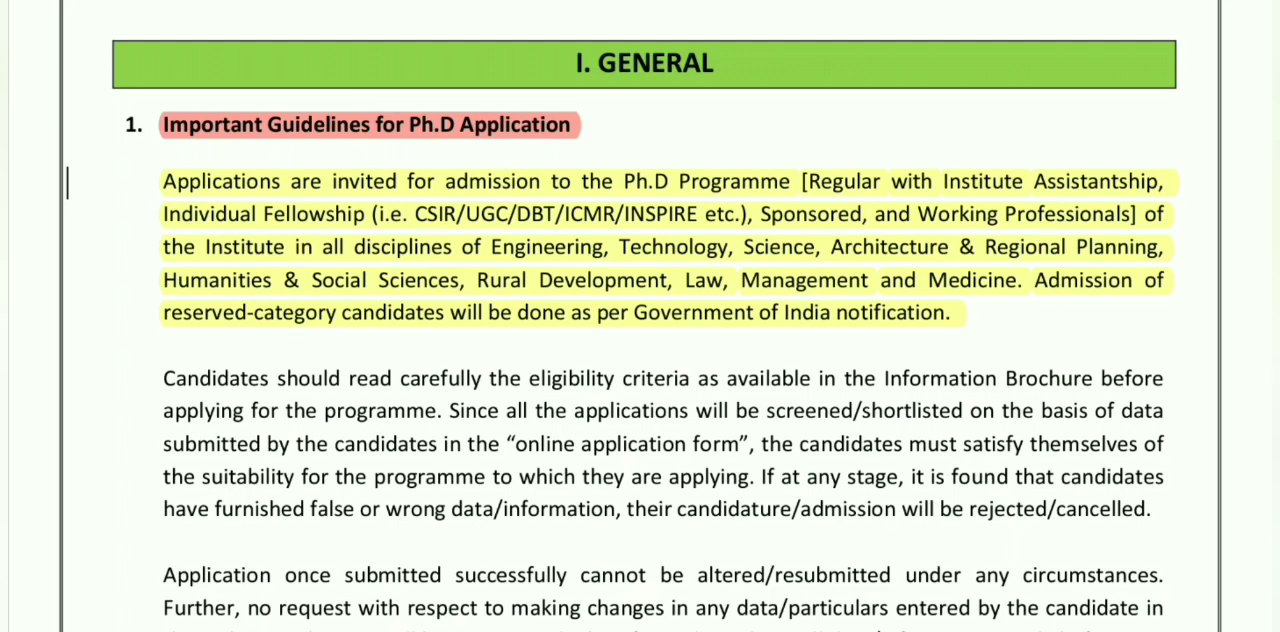 I. GENERAL
1. Important Guidelines for Ph.D Application
Applications are invited for admission to the Ph.D Programme [Regular with Institute Assistantship,
Individual Fellowship (i.e. CSIR/UGC/DBT/ICMR/INSPIRE etc.), Sponsored, and Working Professionals] of
the Institute in all disciplines of Engineering, Technology, Science, Architecture & Regional Planning,
Humanities & Social Sciences, Rural Development, Law, Management and Medicine. Admission of
reserved-category candidates will be done as per Government of India notification.
Candidates should read carefully the eligibility criteria as available in the Information Brochure before
applying for the programme. Since all the applications will be screened/shortlisted on the basis of data
submitted by the candidates in the “online application form”, the candidates must satisfy themselves of
the suitability for the programme to which they are applying. If at any stage, it is found that candidates
have furnished false or wrong data/information, their candidature/admission will be rejected/cancelled.
Application once submitted successfully cannot be altered/resubmitted under any circumstances.
Further, no request with respect to making changes in any data/particulars entered by the candidate in